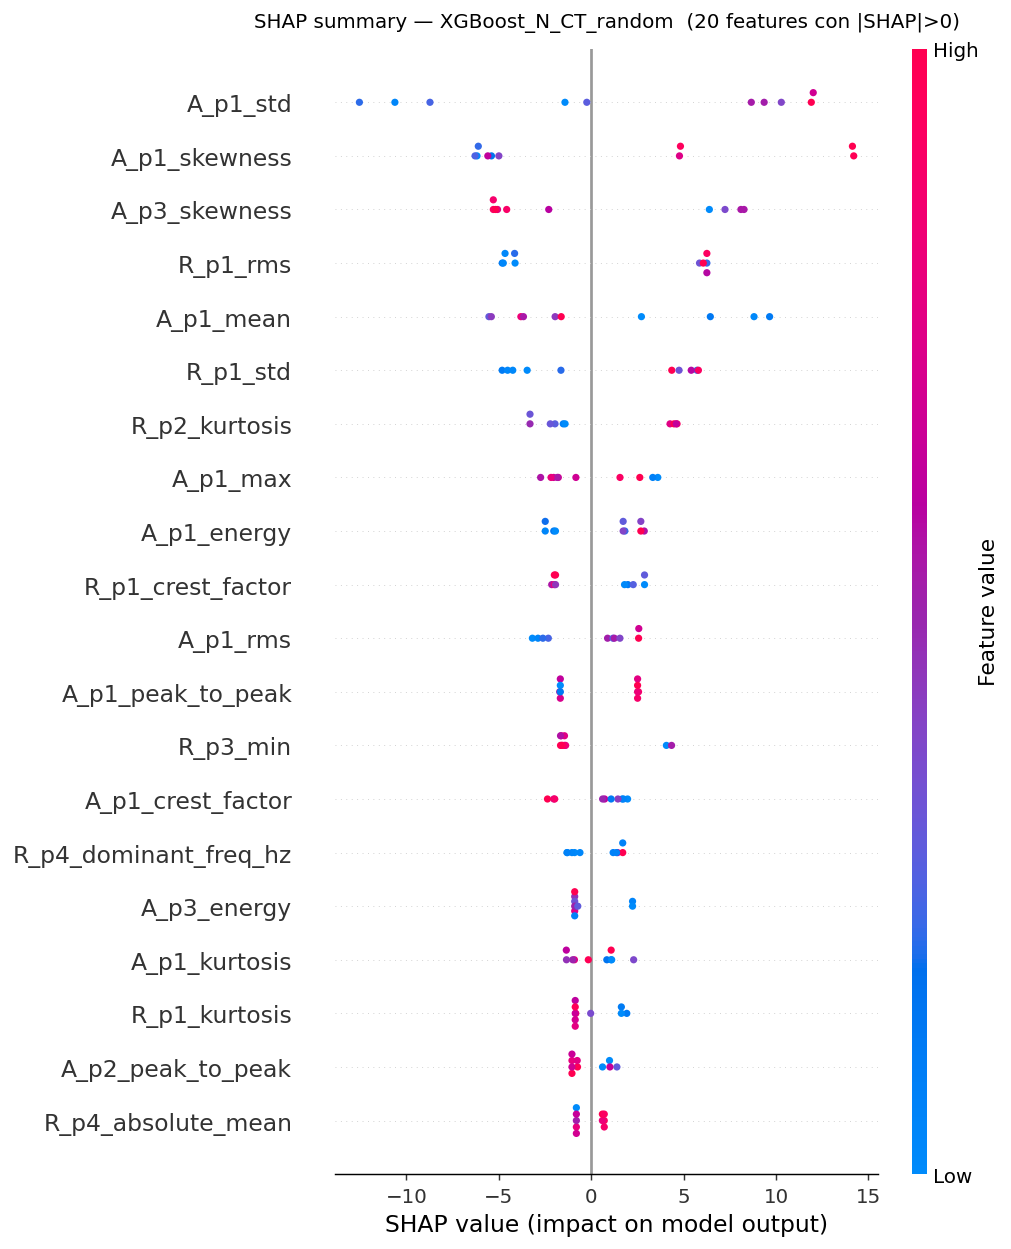 SHAP summary — XGBoost_N_CT_random (20 features con |SHAP|>0)
High
A_p1_std
A_p1_skewness
A_p3_skewness
R_p1_rms
A_p1_mean
R_p1_std
R_p2_kurtosis
A_p1_max
A_p1_energy
R_p1_crest_factor
A_p1_rms
A_p1_peak_to_peak
R_p3_min
A_p1_crest_factor
R_p4_dominant_freq_hz
A_p3_energy
A_p1_kurtosis
R_p1_kurtosis
A_p2_peak_to_peak
R_p4_absolute_mean
Feature value
Low
−10 −5 0 5 10 15
SHAP value (impact on model output)